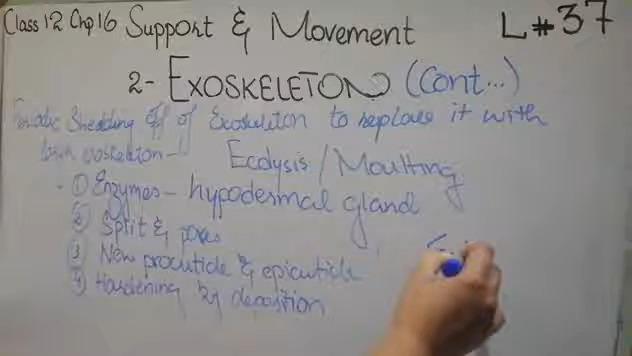 Class 12 Chp 16 Support & Movement L#37
2- EXOSKELETON (Cont...)
Periodic Shedding off of Exoskeleton to replace it with
exoskeleton - Ecdysis / Moulting
- ① Enzymes - hypodermal gland
② Split & pores
③ New procuticle & epicuticle
④ Hardening by deposition